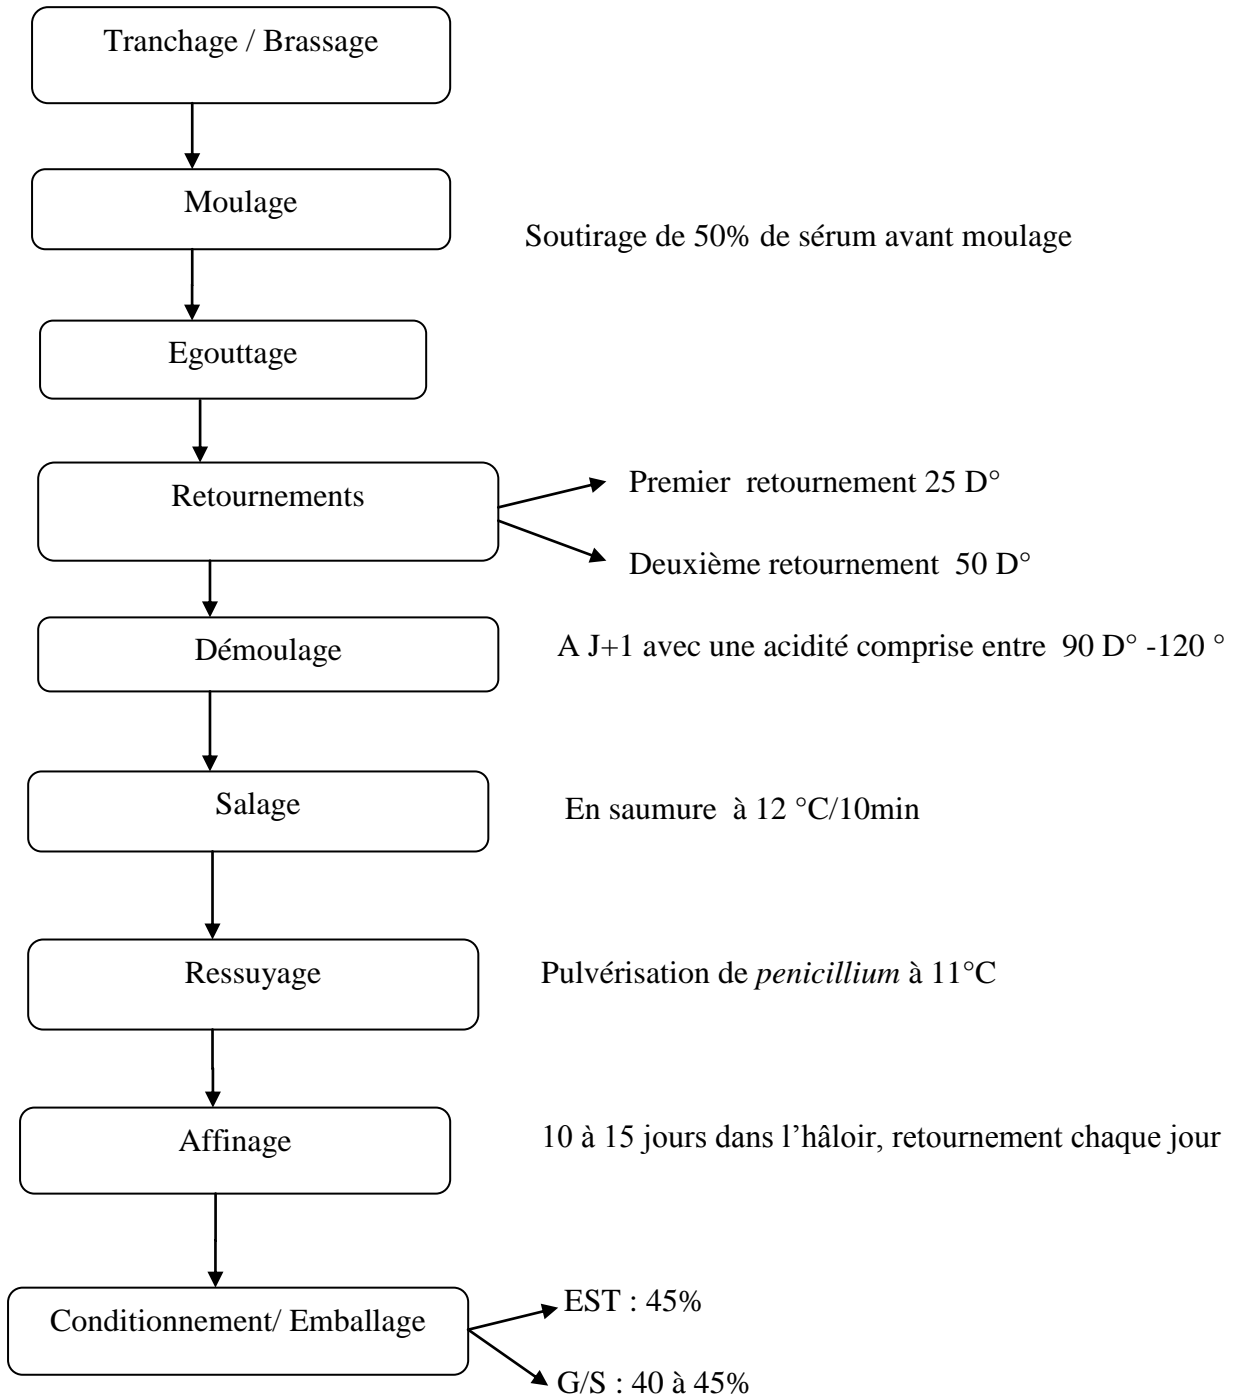 Tranchage / Brassage
Moulage
Soutirage de 50% de sérum avant moulage
Egouttage
Retournements
Premier retournement 25 D°
Deuxième retournement 50 D°
Démoulage
A J+1 avec une acidité comprise entre 90 D° -120 °
Salage
En saumure à 12 °C/10min
Ressuyage
Pulvérisation de penicillium à 11°C
Affinage
10 à 15 jours dans l’hâloir, retournement chaque jour
Conditionnement/ Emballage
EST : 45%
G/S : 40 à 45%